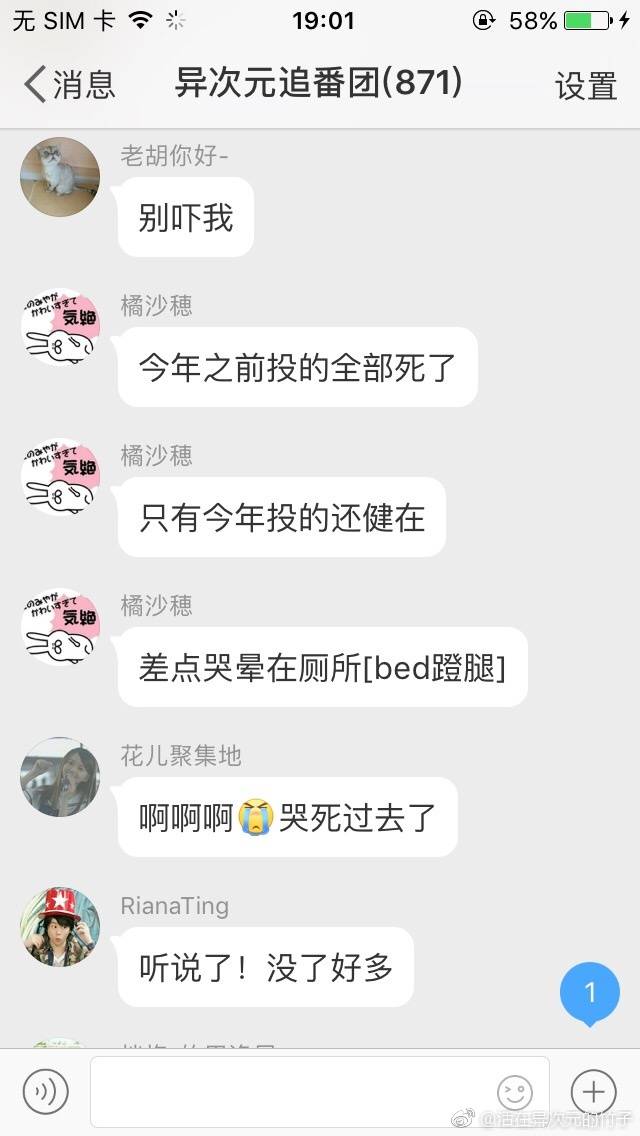 无 SIM 卡
19:01
58%
消息
异次元追番团(871)
设置
老胡你好-
别吓我
橘沙穗
今年之前投的全部死了
橘沙穗
只有今年投的还健在
橘沙穗
差点哭晕在厕所[bed蹬腿]
花儿聚集地
啊啊啊😭哭死过去了
RianaTing
听说了！没了好多
1
@活在异次元的竹子